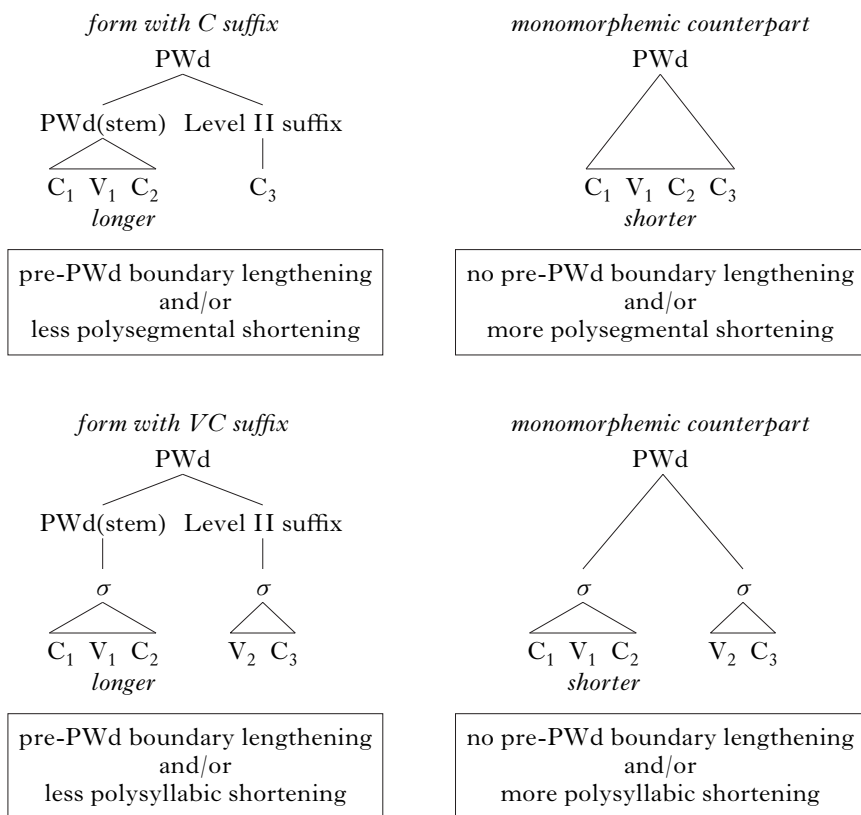 form with C suffix
PWd
PWd(stem) Level II suffix
C₁ V₁ C₂ C₃
longer
pre-PWd boundary lengthening
and/or
less polysegmental shortening
monomorphemic counterpart
PWd
C₁ V₁ C₂ C₃
shorter
no pre-PWd boundary lengthening
and/or
more polysegmental shortening
form with VC suffix
PWd
PWd(stem) Level II suffix
σ σ
C₁ V₁ C₂ V₂ C₃
longer
pre-PWd boundary lengthening
and/or
less polysyllabic shortening
monomorphemic counterpart
PWd
σ σ
C₁ V₁ C₂ V₂ C₃
shorter
no pre-PWd boundary lengthening
and/or
more polysyllabic shortening